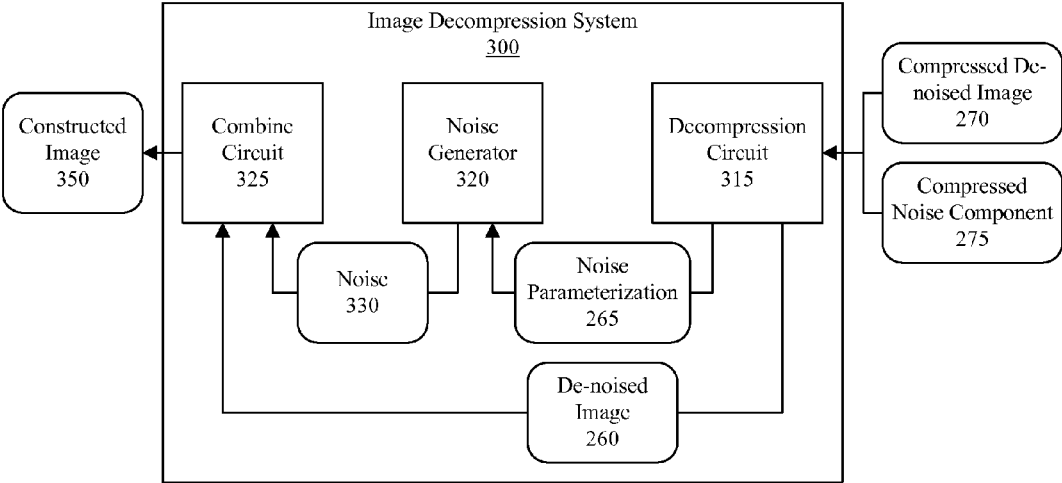 Image Decompression System
300
Constructed
Image
350
Combine
Circuit
325
Noise
Generator
320
Decompression
Circuit
315
Compressed De-
noised Image
270
Compressed
Noise Component
275
Noise
330
Noise
Parameterization
265
De-noised
Image
260